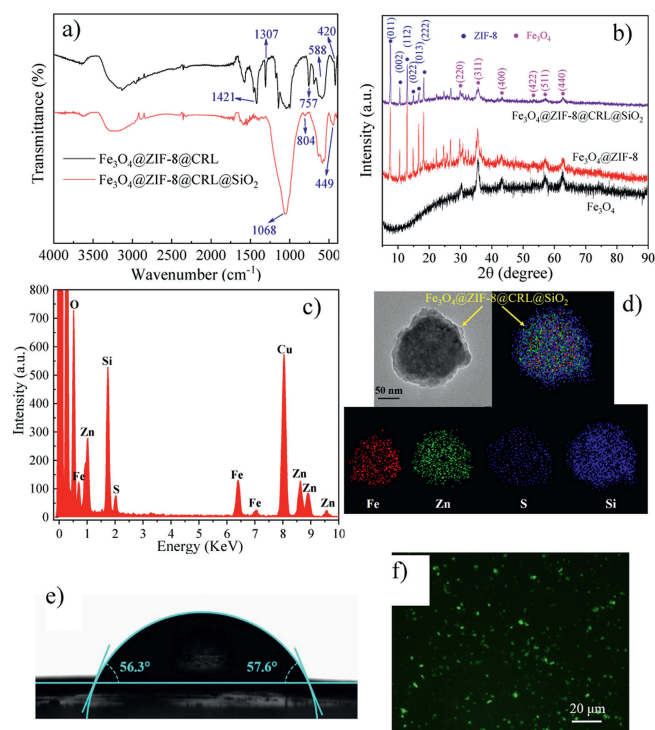 a)
1307
588
420
1421
757
804
449
1068
Transmittance (%)
Fe₃O₄@ZIF-8@CRL
Fe₃O₄@ZIF-8@CRL@SiO₂
4000
3500
3000
2500
2000
1500
1000
500
Wavenumber (cm⁻¹)
b)
(011)
(002)
(112)
(022)
(013)
(222)
ZIF-8
Fe₃O₄
(220)
(311)
(400)
(422)
(511)
(440)
Fe₃O₄@ZIF-8@CRL@SiO₂
Fe₃O₄@ZIF-8
Fe₃O₄
Intensity (a.u.)
10 20 30 40 50 60 70 80 90
2θ (degree)
c)
800
700
600
500
400
300
200
100
0
Intensity (a.u.)
O
Si
Cu
Zn
Fe
S
Fe
Fe
Zn
Zn
Zn
0 1 2 3 4 5 6 7 8 9 10
Energy (KeV)
Fe₃O₄@ZIF-8@CRL@SiO₂
d)
50 nm
Fe Zn S Si
e)
56.3°
57.6°
f)
20 μm